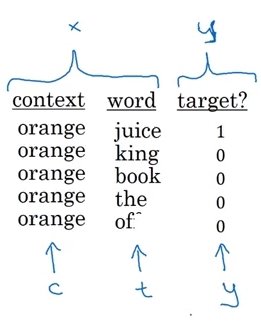 x y
context word target?
orange juice 1
orange king 0
orange book 0
orange the 0
orange of 0
c t y